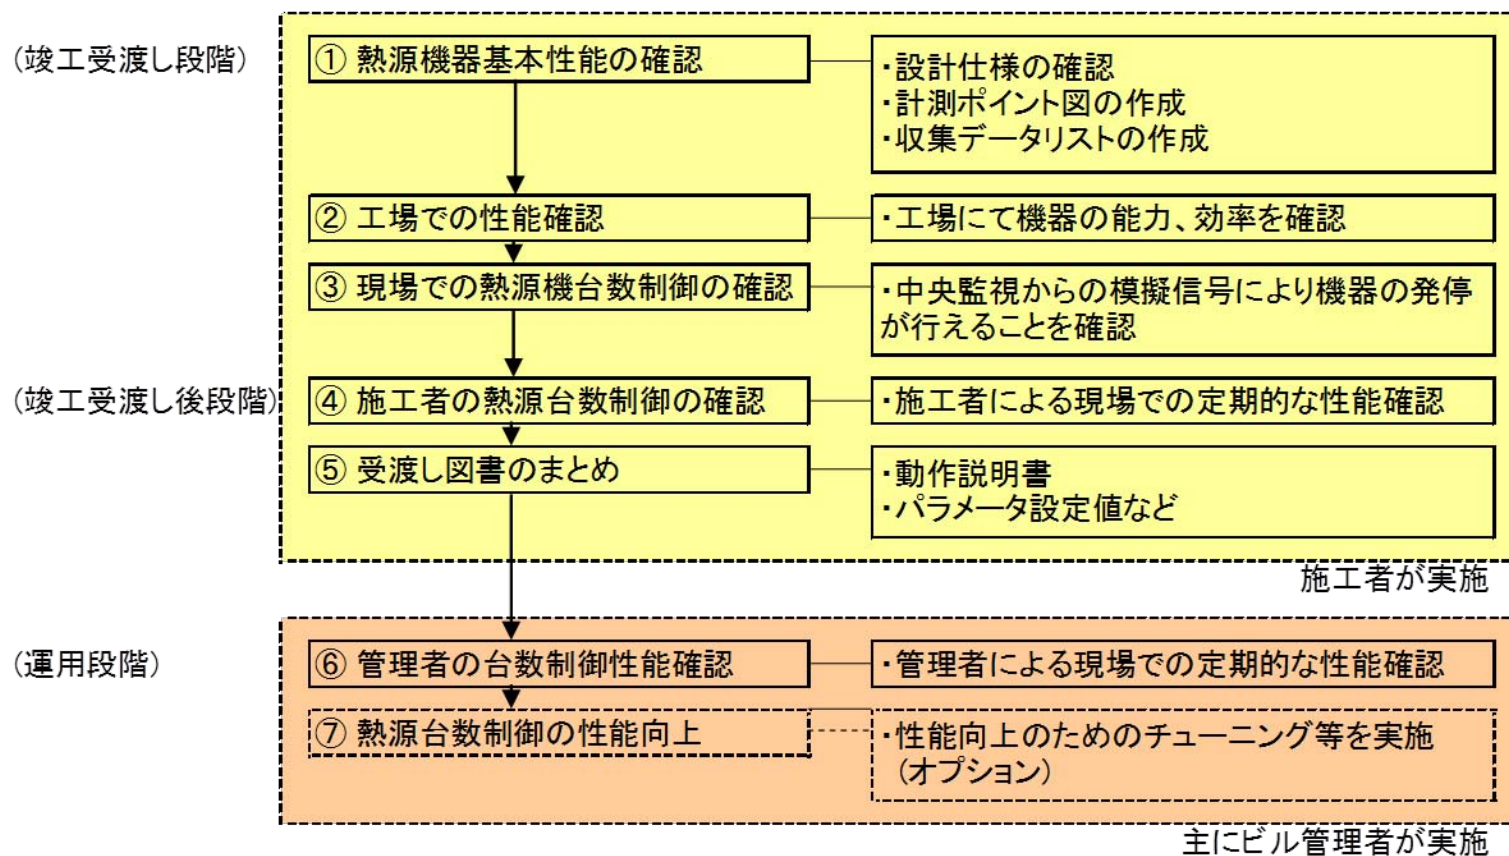 (竣工受渡し段階)
① 熱源機器基本性能の確認
・設計仕様の確認
・計測ポイント図の作成
・収集データリストの作成
② 工場での性能確認
・工場にて機器の能力、効率を確認
③ 現場での熱源機台数制御の確認
・中央監視からの模擬信号により機器の発停
が行えることを確認
(竣工受渡し後段階)
④ 施工者の熱源台数制御の確認
・施工者による現場での定期的な性能確認
⑤ 受渡し図書のまとめ
・動作説明書
・パラメータ設定値など
施工者が実施
(運用段階)
⑥ 管理者の台数制御性能確認
・管理者による現場での定期的な性能確認
⑦ 熱源台数制御の性能向上
・性能向上のためのチューニング等を実施
(オプション)
主にビル管理者が実施